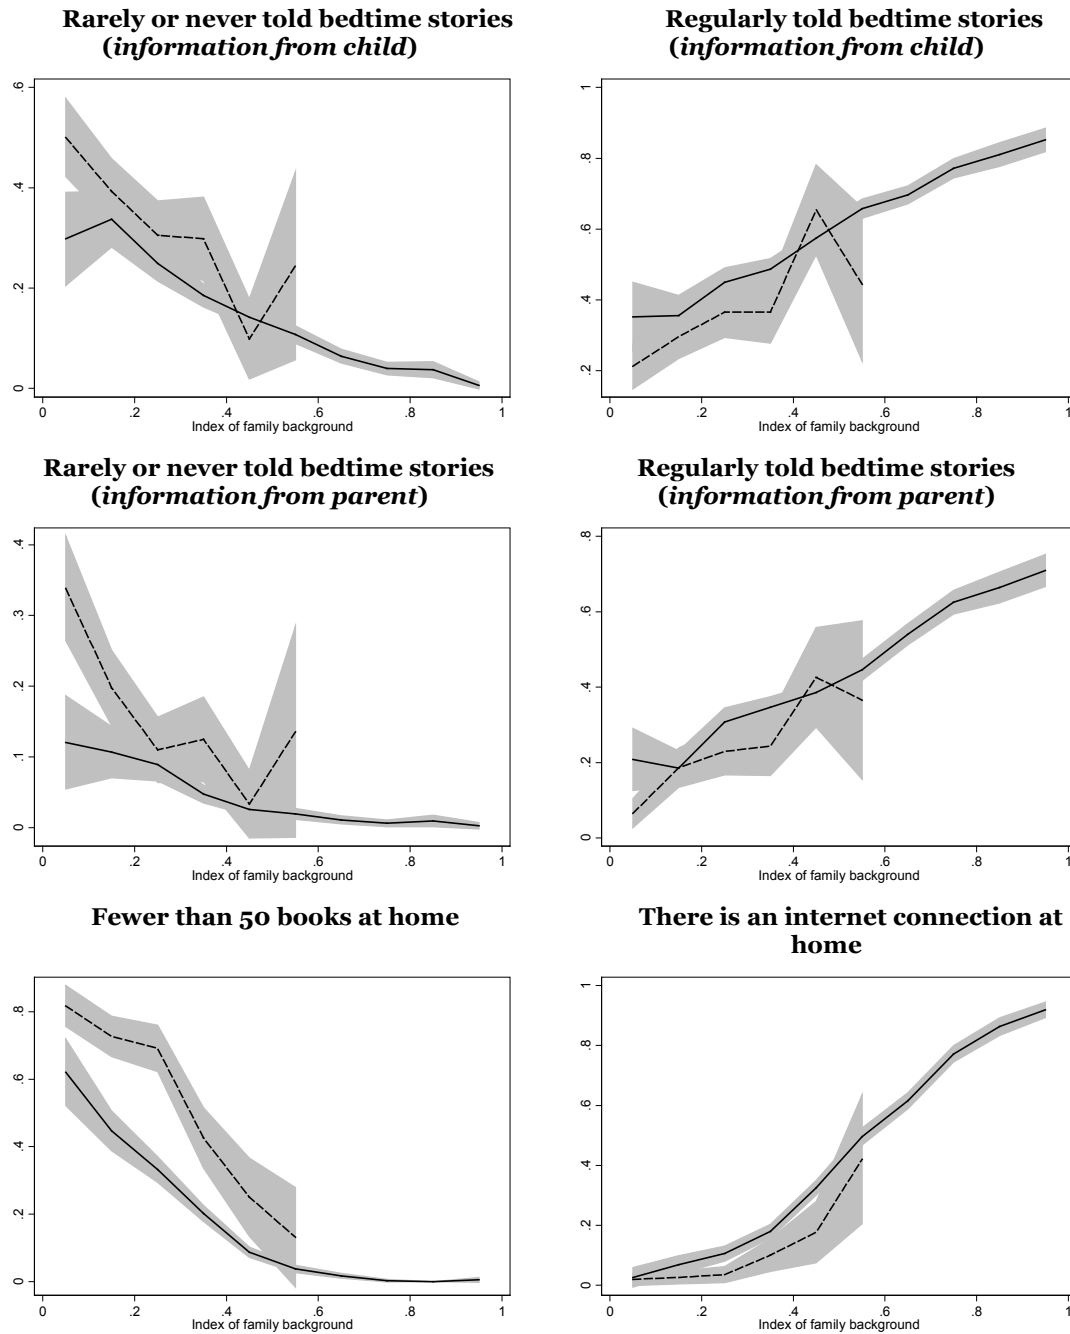 Rarely or never told bedtime stories
(information from child)
.6
.4
.2
0
0 .2 .4 .6 .8 1
Index of family background
Regularly told bedtime stories
(information from child)
1
.8
.6
.4
.2
0 .2 .4 .6 .8 1
Index of family background
Rarely or never told bedtime stories
(information from parent)
.4
.3
.2
.1
0
0 .2 .4 .6 .8 1
Index of family background
Regularly told bedtime stories
(information from parent)
.8
.6
.4
.2
0
0 .2 .4 .6 .8 1
Index of family background
Fewer than 50 books at home
.8
.6
.4
.2
0
0 .2 .4 .6 .8 1
Index of family background
There is an internet connection at
home
1
.8
.6
.4
.2
0
0 .2 .4 .6 .8 1
Index of family background